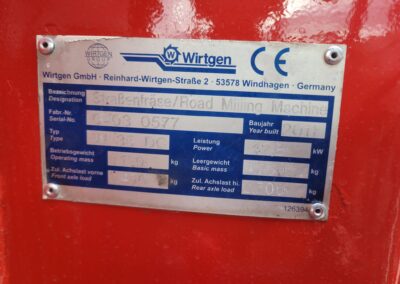 WIRTGEN
W Wirtgen CE
Wirtgen GmbH · Reinhard-Wirtgen-Straße 2 · 53578 Windhagen · Germany
Bezeichnung
Designation
Straßenfräse/Road Milling Machine
Fabr.-Nr.
Serial-No.
0577
Baujahr
Year built
Typ
Type
DC
Leistung
Power
kW
Betriebsgewicht
Operating mass
kg
Leergewicht
Basic mass
kg
Zul. Achslast vorne
Front axle load
kg
Zul. Achslast hi.
Rear axle load
kg